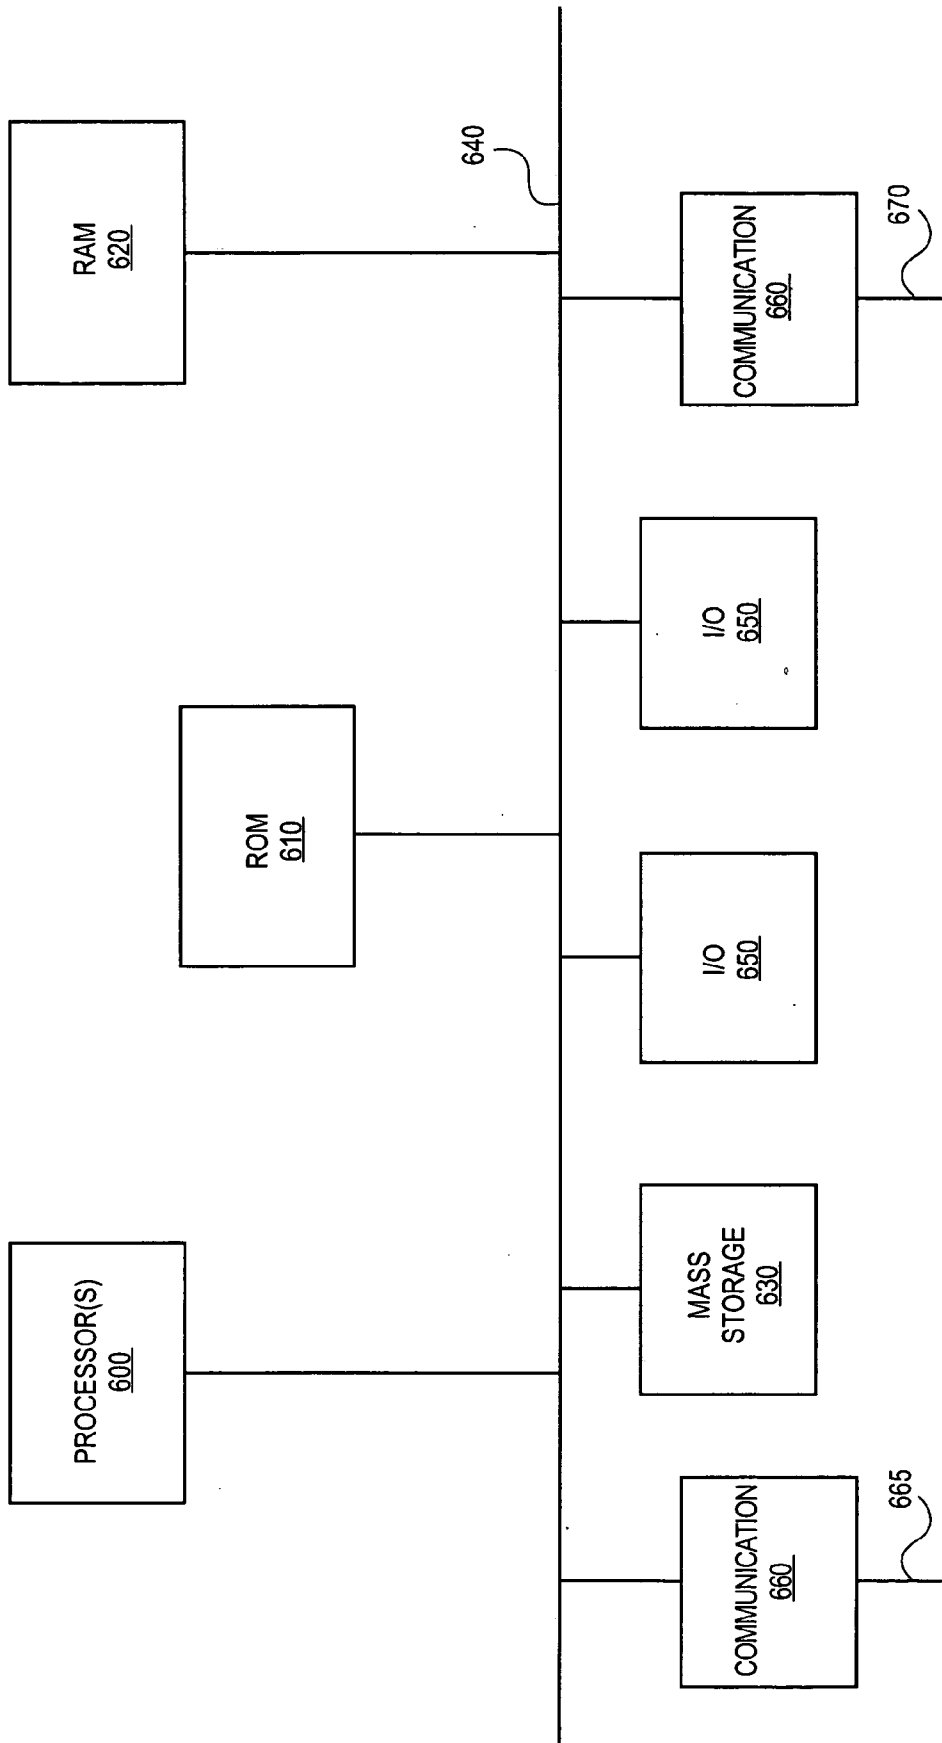 PROCESSOR(S)
600
ROM
610
RAM
620
640
COMMUNICATION
660
665
MASS
STORAGE
630
I/O
650
I/O
650
COMMUNICATION
660
670